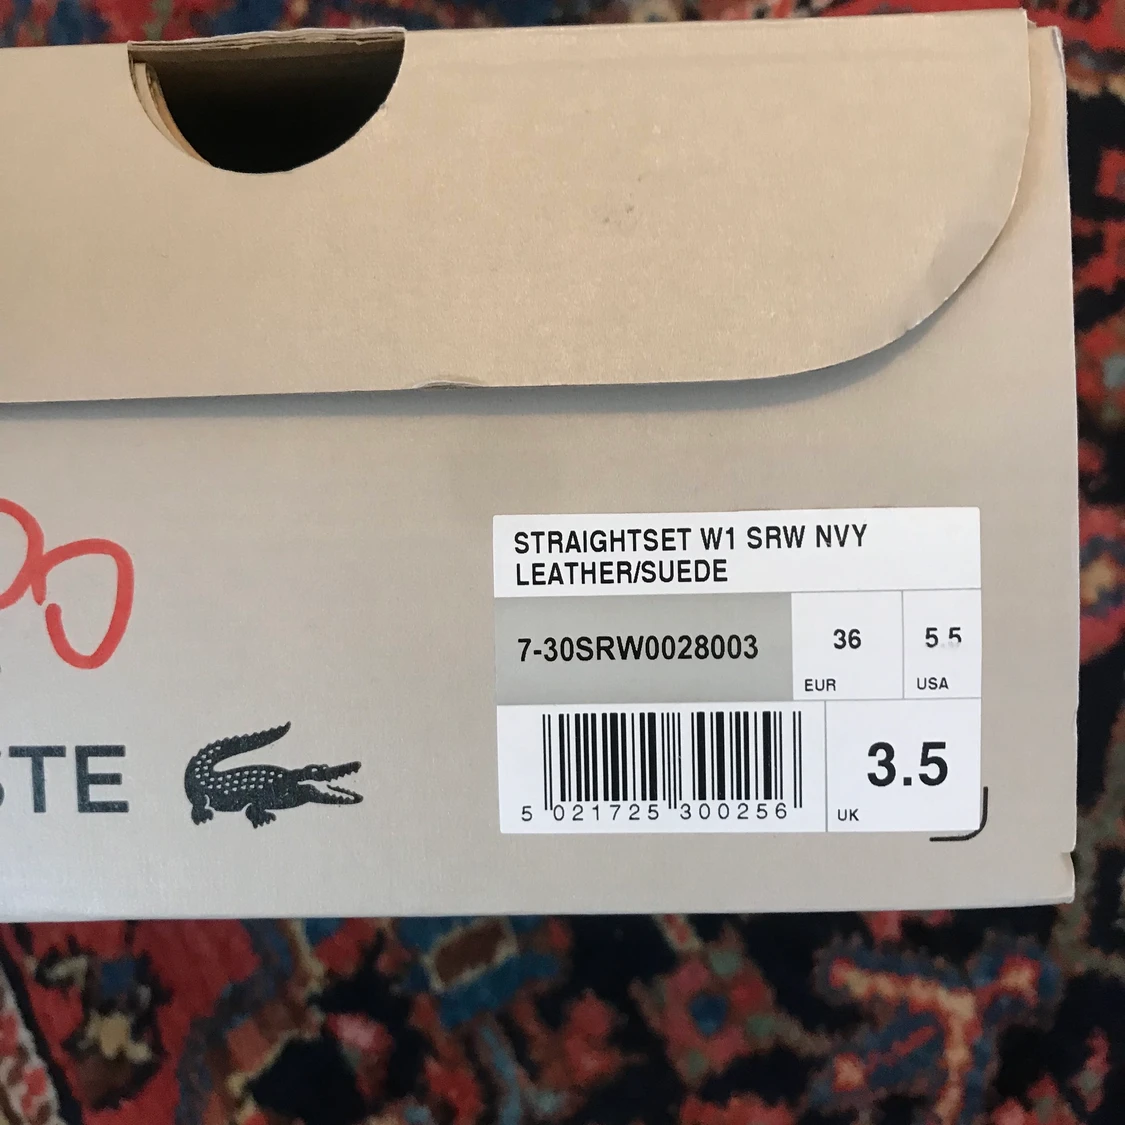 STRAIGHTSET W1 SRW NVY
LEATHER/SUEDE
7-30SRW0028003
36
EUR
5.5
USA
5 021725 300256
3.5
UK
STE